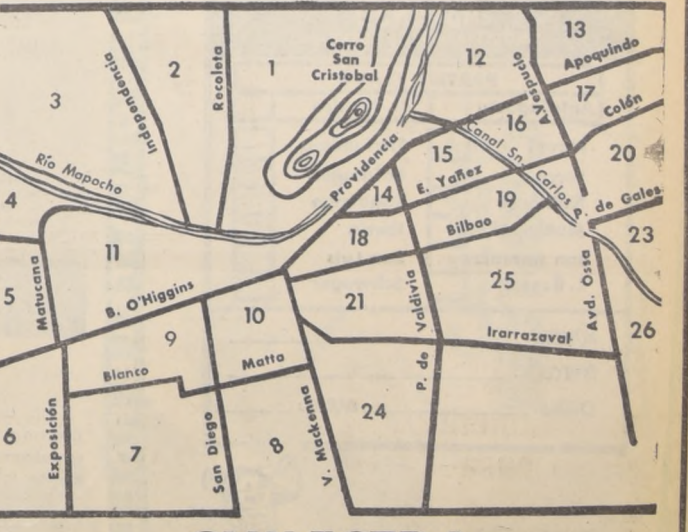 13
12
Apoquindo
Cerro
San
Cristobal
2
1
3
Independencia
Recoleta
A.Vespucio
17
Colón
16
20
Canal Sn. Carlos
Providencia
15
Río Mapocho
14
E. Yañez
19
P. de Gales
4
18
Bilbao
23
11
Matucana
5
B. O'Higgins
21
P. de Valdivia
25
Avd. Ossa
10
9
Irarrazaval
26
Matta
Blanco
V. Mackenna
24
6
Exposición
7
San Diego
8